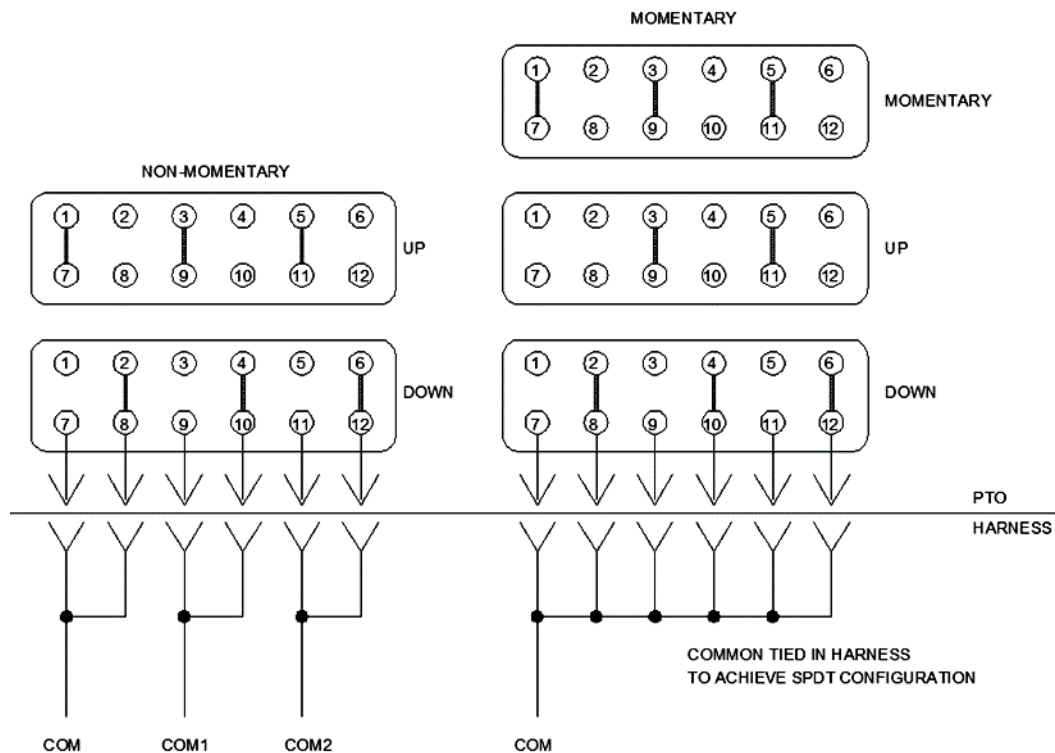 MOMENTARY
1 2 3 4 5 6
MOMENTARY
7 8 9 10 11 12
NON-MOMENTARY
1 2 3 4 5 6
UP
7 8 9 10 11 12
1 2 3 4 5 6
UP
7 8 9 10 11 12
1 2 3 4 5 6
DOWN
7 8 9 10 11 12
1 2 3 4 5 6
DOWN
7 8 9 10 11 12
PTO
HARNESS
COMMON TIED IN HARNESS
TO ACHIEVE SPDT CONFIGURATION
COM COM1 COM2 COM